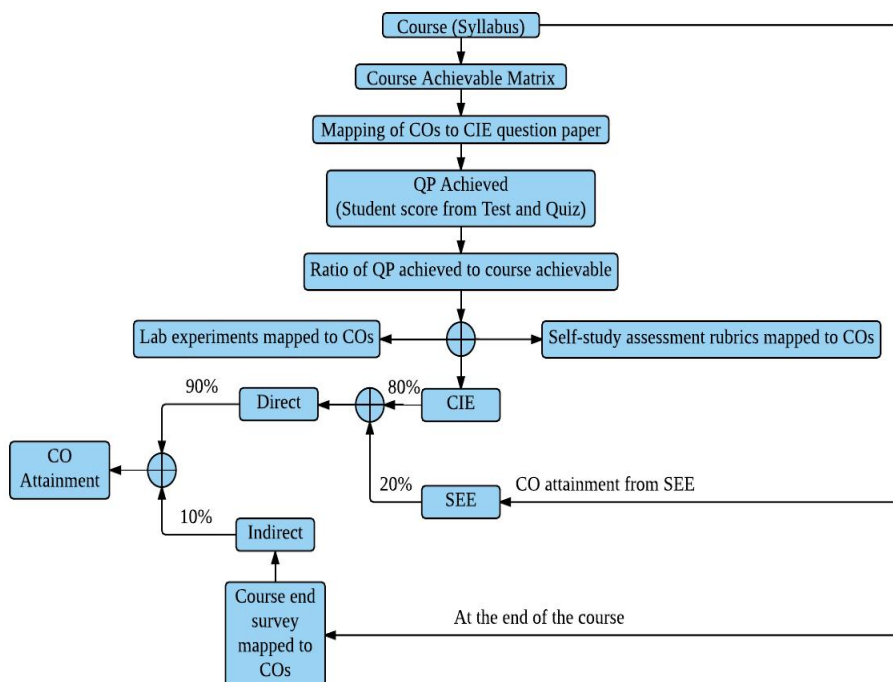 Course (Syllabus)
Course Achievable Matrix
Mapping of COs to CIE question paper
QP Achieved
(Student score from Test and Quiz)
Ratio of QP achieved to course achievable
Lab experiments mapped to COs
Self-study assessment rubrics mapped to COs
90%
Direct
80%
CIE
CO
Attainment
20%
SEE
CO attainment from SEE
10%
Indirect
Course end
survey
mapped to
COs
At the end of the course